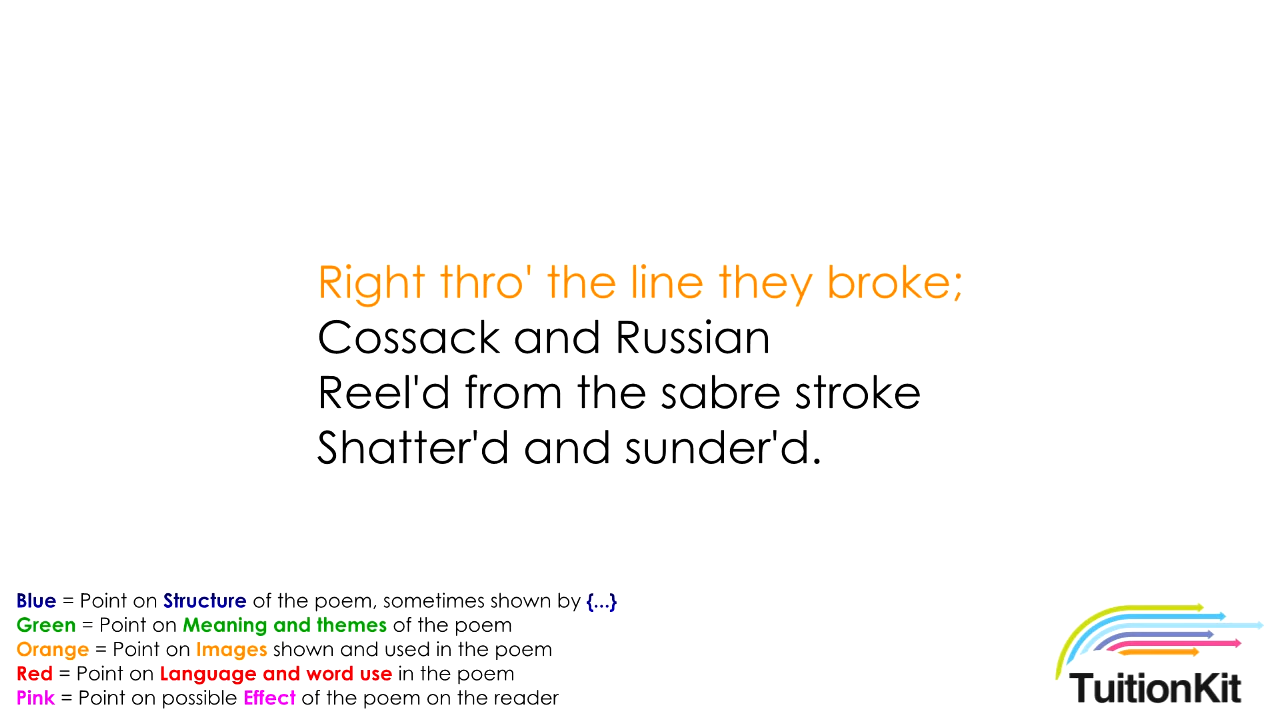 Right thro' the line they broke;
Cossack and Russian
Reel'd from the sabre stroke
Shatter'd and sunder'd.
Blue = Point on Structure of the poem, sometimes shown by {...}
Green = Point on Meaning and themes of the poem
Orange = Point on Images shown and used in the poem
Red = Point on Language and word use in the poem
Pink = Point on possible Effect of the poem on the reader
TuitionKit